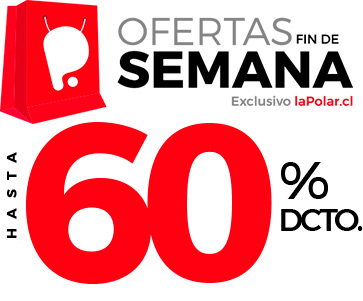 OFERTAS FIN DE
SEMANA
Exclusivo laPolar.cl
HASTA
60%
DCTO.